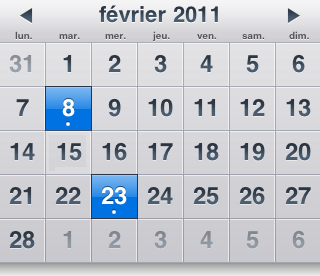 février 2011
lun. mar. mer. jeu. ven. sam. dim.
31 1 2 3 4 5 6
7 8 9 10 11 12 13
14 15 16 17 18 19 20
21 22 23 24 25 26 27
28 1 2 3 4 5 6